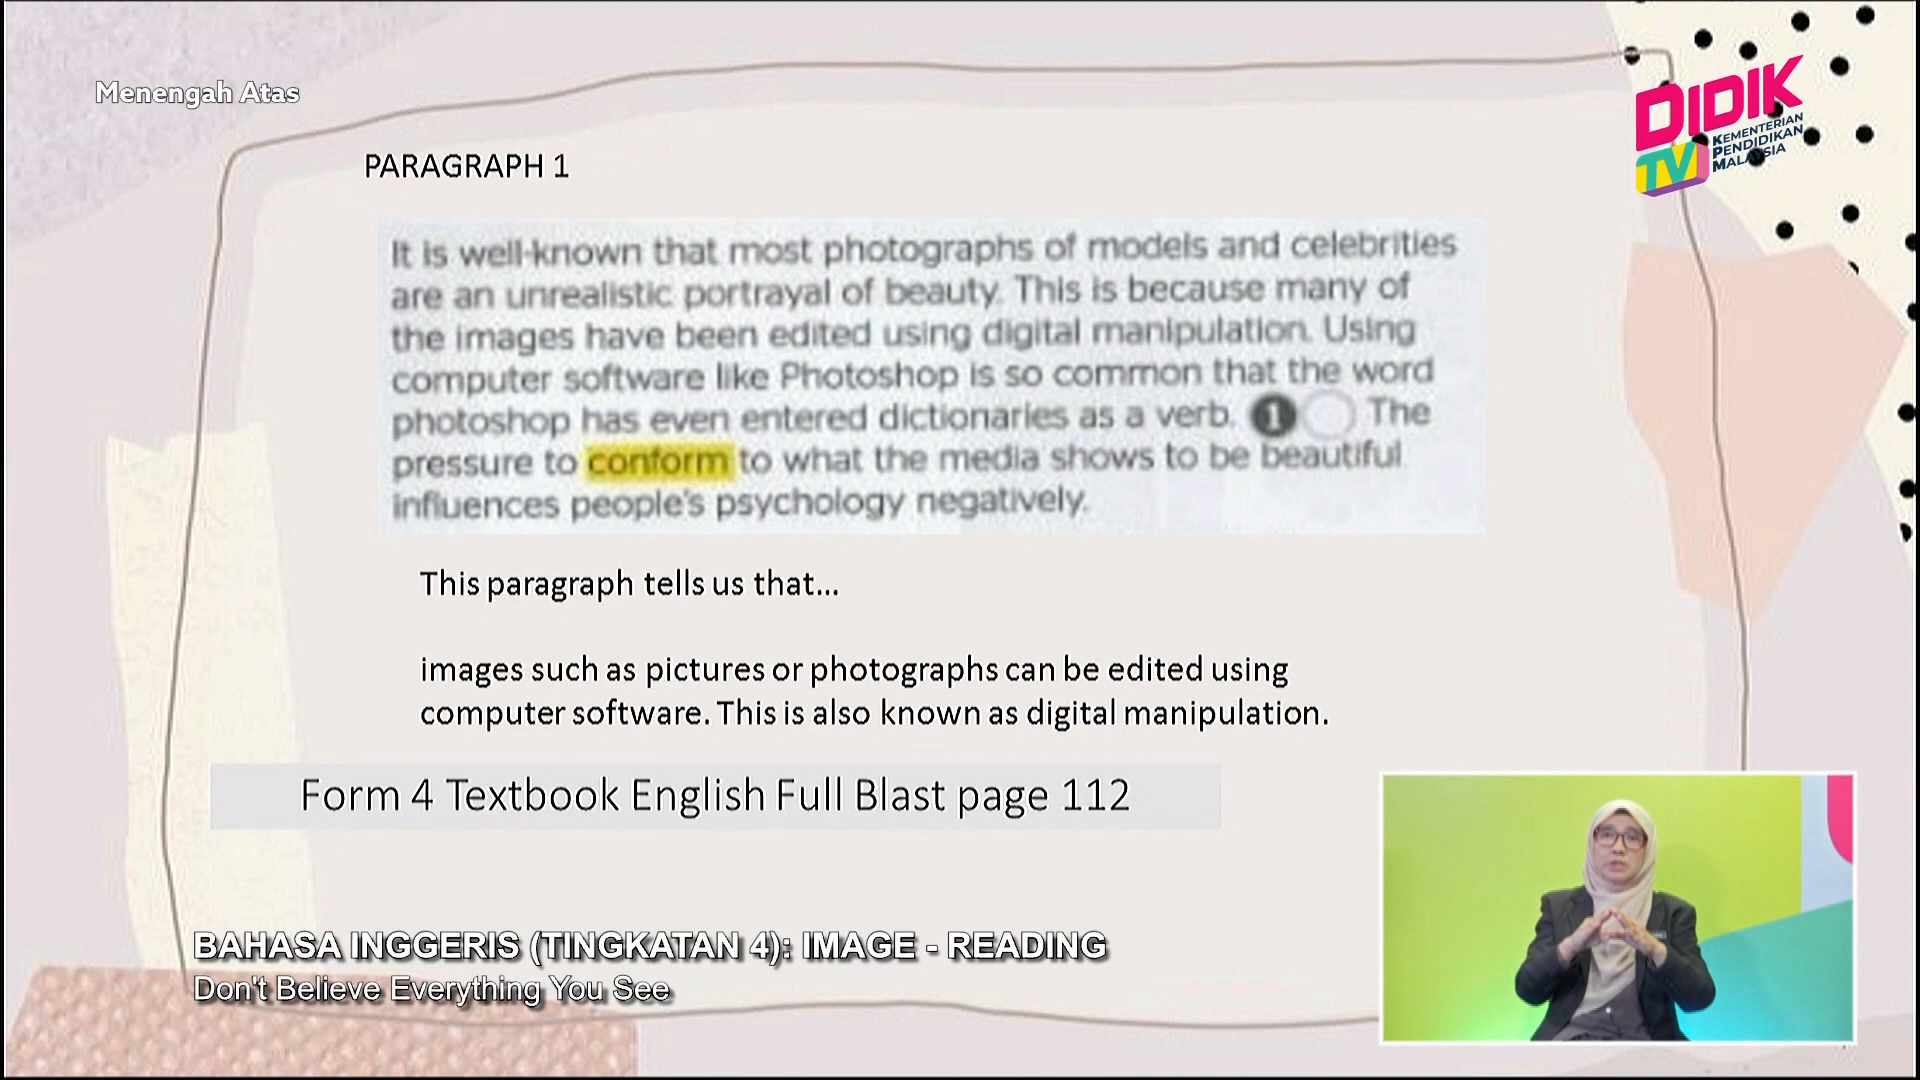 Menengah Atas
DIDIK
TV
KEMENTERIAN
PENDIDIKAN
MALAYSIA
PARAGRAPH 1
It is well-known that most photographs of models and celebrities
are an unrealistic portrayal of beauty. This is because many of
the images have been edited using digital manipulation. Using
computer software like Photoshop is so common that the word
photoshop has even entered dictionaries as a verb. 1 The
pressure to conform to what the media shows to be beautiful
influences people's psychology negatively.
This paragraph tells us that...
images such as pictures or photographs can be edited using
computer software. This is also known as digital manipulation.
Form 4 Textbook English Full Blast page 112
BAHASA INGGERIS (TINGKATAN 4): IMAGE - READING
Don't Believe Everything You See